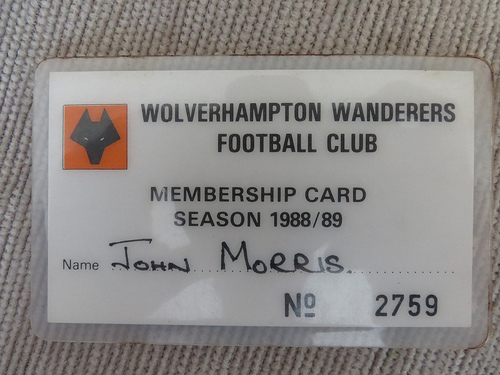 WOLVERHAMPTON WANDERERS
FOOTBALL CLUB
MEMBERSHIP CARD
SEASON 1988/89
Name John Morris.
Nº 2759